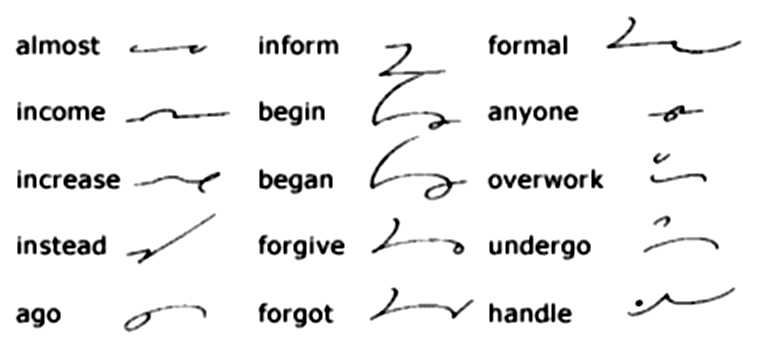 almost inform formal
income begin anyone
increase began overwork
instead forgive undergo
ago forgot handle